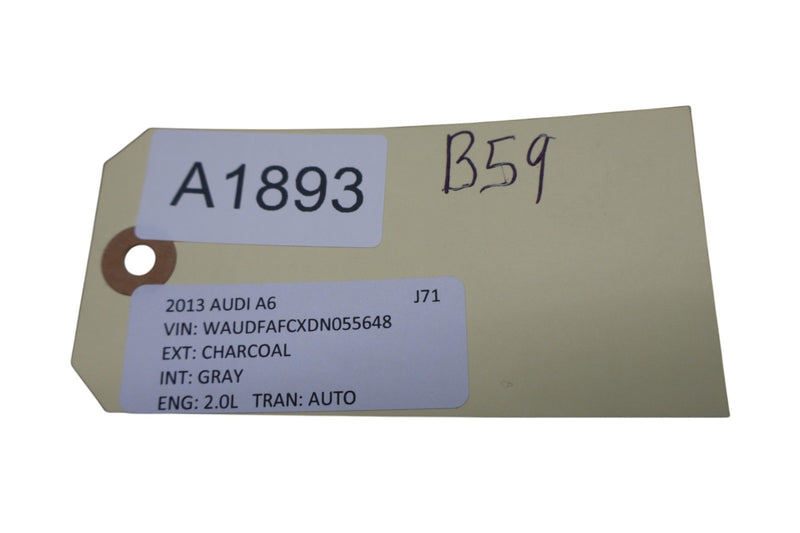 A1893
B59
2013 AUDI A6 J71
VIN: WAUDFAFCXDN055648
EXT: CHARCOAL
INT: GRAY
ENG: 2.0L TRAN: AUTO